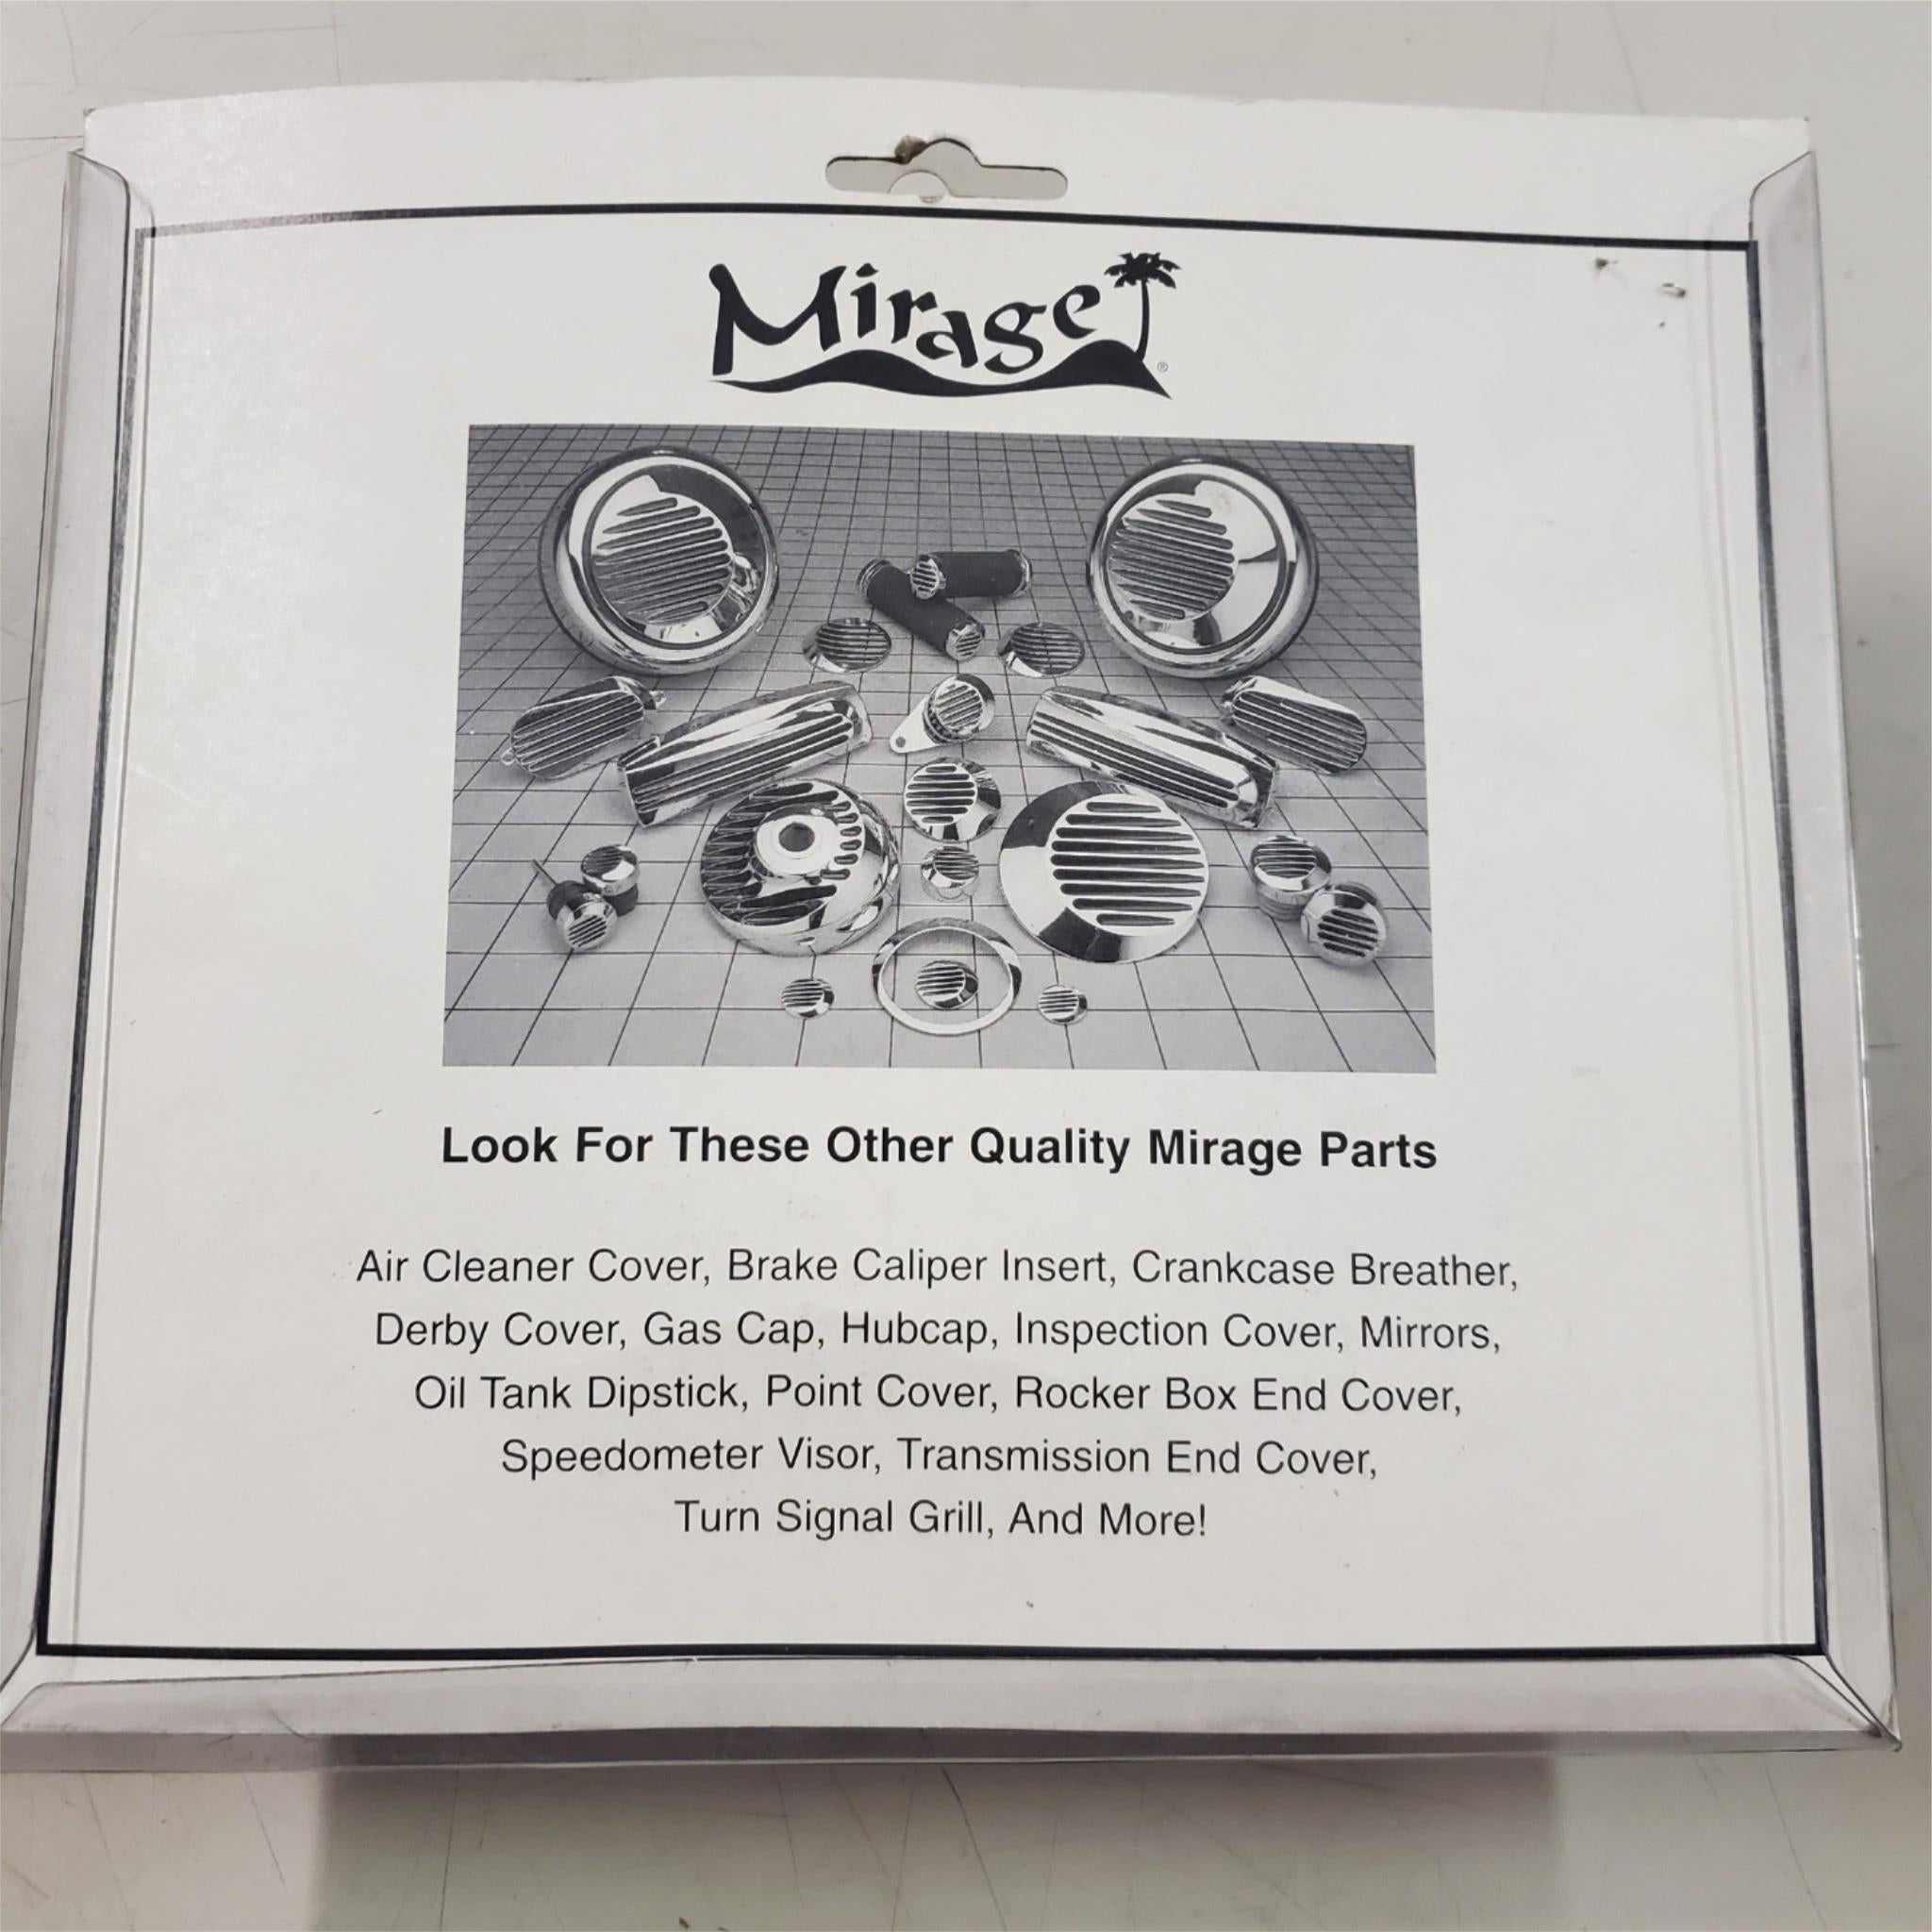 Mirage®
Look For These Other Quality Mirage Parts
Air Cleaner Cover, Brake Caliper Insert, Crankcase Breather,
Derby Cover, Gas Cap, Hubcap, Inspection Cover, Mirrors,
Oil Tank Dipstick, Point Cover, Rocker Box End Cover,
Speedometer Visor, Transmission End Cover,
Turn Signal Grill, And More!